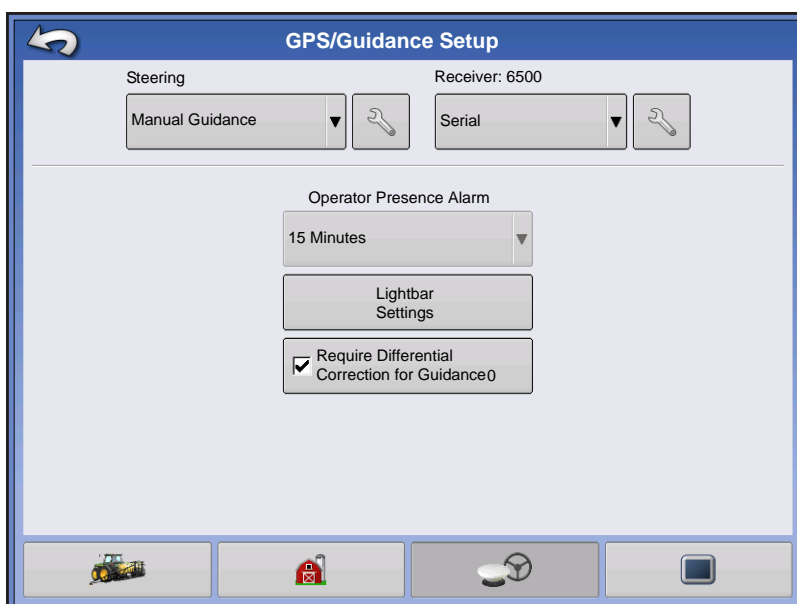 GPS/Guidance Setup
Steering
Receiver: 6500
Manual Guidance
Serial
Operator Presence Alarm
15 Minutes
Lightbar
Settings
Require Differential
Correction for Guidance0